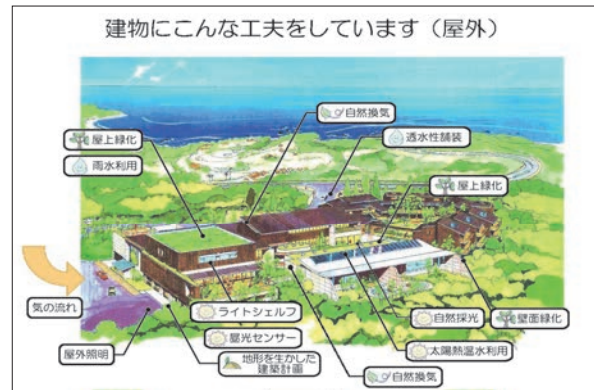 建物にこんな工夫をしています（屋外）
自然換気
屋上緑化
透水性舗装
雨水利用
屋上緑化
気の流れ
ライトシェルフ
自然採光
壁面緑化
屋外照明
昼光センサー
太陽熱温水利用
地形を生かした
建築計画
自然換気